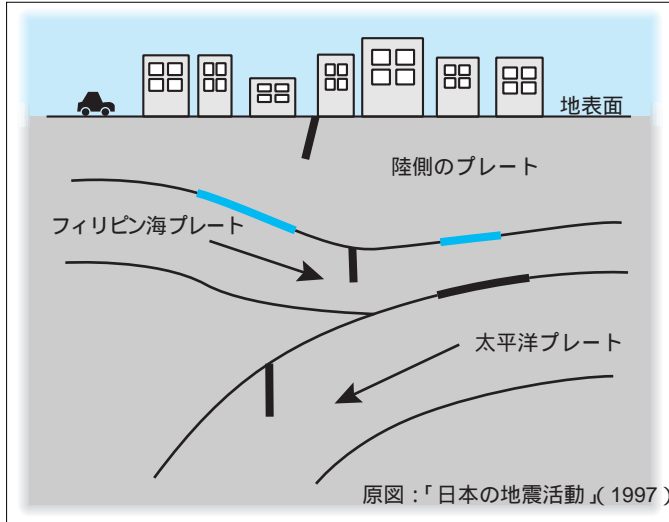 地表面
陸側のプレート
フィリピン海プレート
太平洋プレート
原図：「日本の地震活動」（1997）